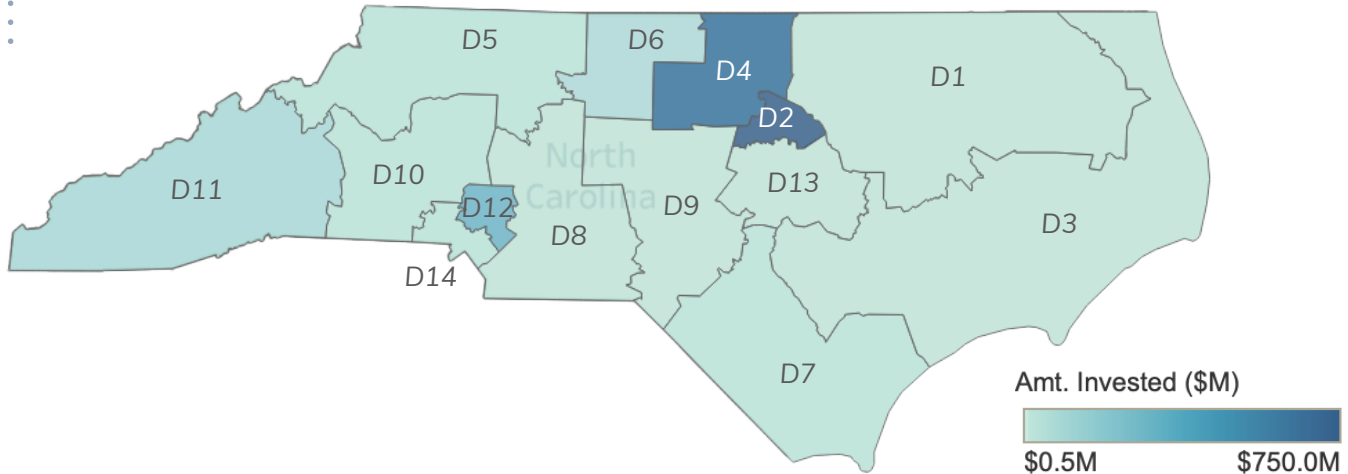 D5
D6
D4
D1
D2
North
Carolina
D11
D10
D12
D13
D9
D8
D3
D14
D7
Amt. Invested ($M)
$0.5M $750.0M